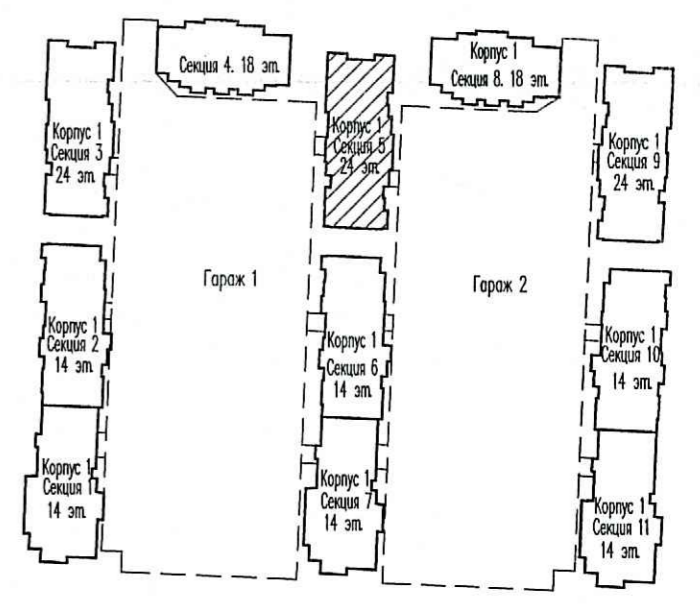 Секция 4. 18 эт.
Корпус 1
Секция 8. 18 эт.
Корпус 1
Секция 3
24 эт.
Корпус 1
Секция 5
24 эт.
Корпус 1
Секция 9
24 эт.
Гараж 1
Гараж 2
Корпус 1
Секция 2
14 эт.
Корпус 1
Секция 6
14 эт.
Корпус 1
Секция 10
14 эт.
Корпус 1
Секция 1
14 эт.
Корпус 1
Секция 7
14 эт.
Корпус 1
Секция 11
14 эт.